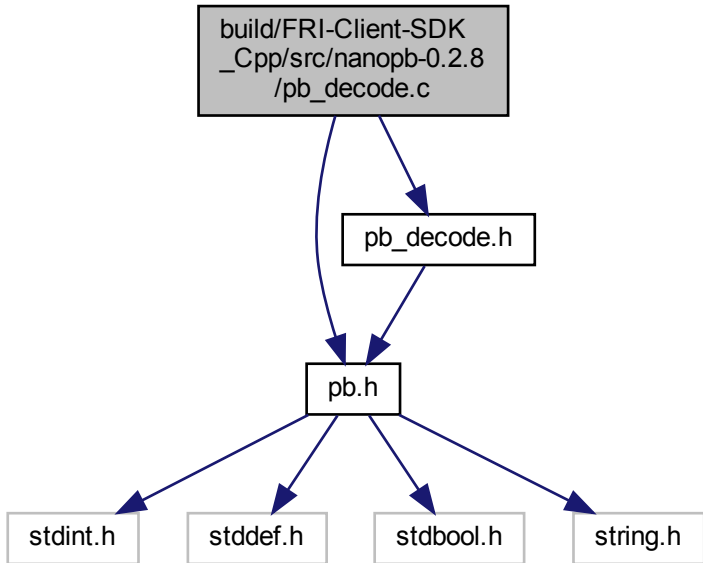 build/FRI-Client-SDK
_Cpp/src/nanopb-0.2.8
/pb_decode.c
pb_decode.h
pb.h
stdint.h
stddef.h
stdbool.h
string.h